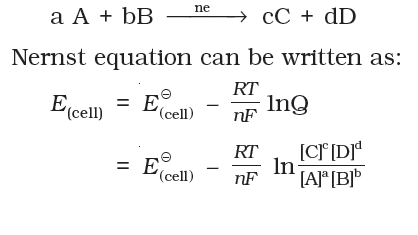 a A + bB —ne→ cC + dD
Nernst equation can be written as:
E(cell) = E⊖(cell) – RT/nF lnQ
= E⊖(cell) – RT/nF ln [C]ᶜ[D]ᵈ/[A]ᵃ[B]ᵇ